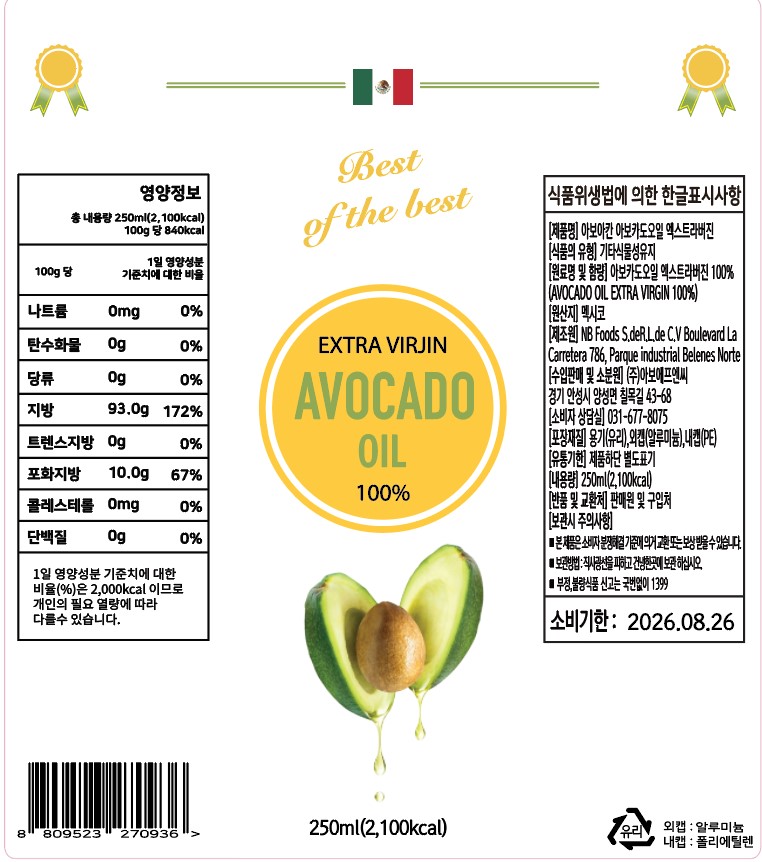 Best
of the best
영양정보
총 내용량 250ml(2,100kcal)
100g 당 840kcal
100g 당
1일 영양성분
기준치에 대한 비율
나트륨 0mg 0%
탄수화물 0g 0%
당류 0g 0%
지방 93.0g 172%
트렌스지방 0g 0%
포화지방 10.0g 67%
콜레스테롤 0mg 0%
단백질 0g 0%
1일 영양성분 기준치에 대한
비율(%)은 2,000kcal 이므로
개인의 필요 열량에 따라
다를수 있습니다.
EXTRA VIRJIN
AVOCADO
OIL
100%
250ml(2,100kcal)
식품위생법에 의한 한글표시사항
[제품명] 아보아칸 아보카도오일 엑스트라버진
[식품의 유형] 기타식물성유지
[원료명 및 함량] 아보카도오일 엑스트라버진 100%
(AVOCADO OIL EXTRA VIRGIN 100%)
[원산지] 멕시코
[제조원] NB Foods S.deR.L.de C.V Boulevard La
Carretera 786, Parque industrial Belenes Norte
[수입판매 및 소분원] (주)아보에프엔씨
경기 안성시 양성면 칠목길 43-68
[소비자 상담실] 031-677-8075
[포장재질] 용기(유리),외캡(알루미늄),내캡(PE)
[유통기한] 제품하단 별도표기
[내용량] 250ml(2,100kcal)
[반품 및 교환처] 판매원 및 구입처
[보관시 주의사항]
■ 본 제품은 소비자 분쟁해결 기준에 의거 교환 또는 보상 받을 수 있습니다.
■ 보관방법 : 직사광선을 피하고 건냉한곳에 보관 하십시오.
■ 부정,불량식품 신고는 국번없이 1399
소비기한 : 2026.08.26
8 809523 270936 >
유리
외캡 : 알루미늄
내캡 : 폴리에틸렌